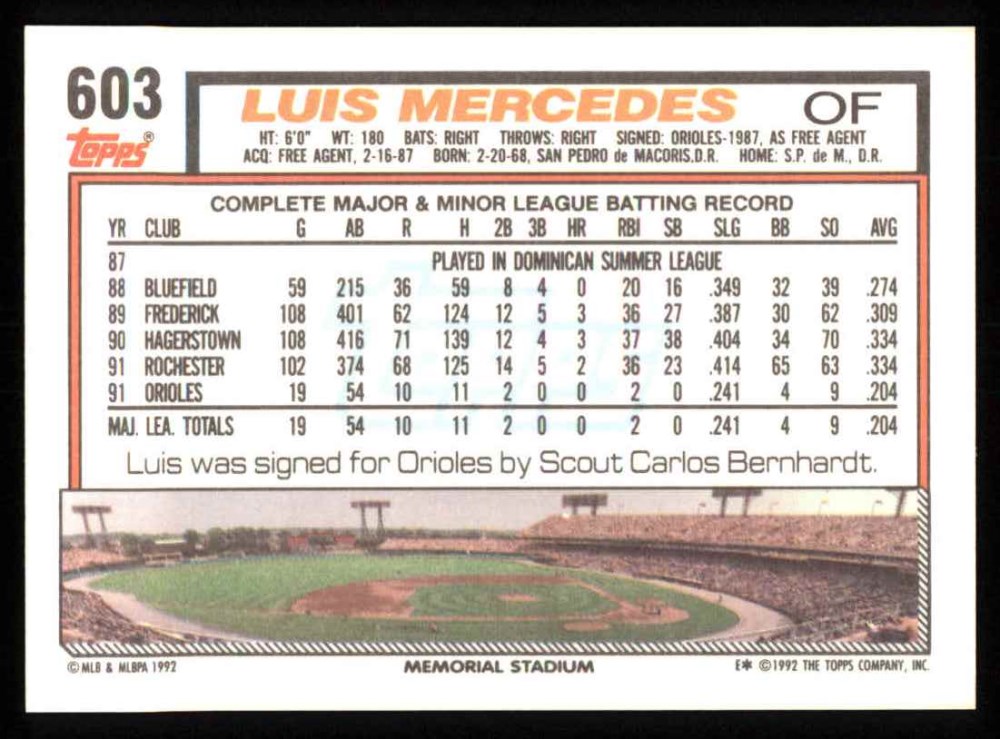 603
Topps®
LUIS MERCEDES OF
HT: 6'0" WT: 180 BATS: RIGHT THROWS: RIGHT SIGNED: ORIOLES-1987, AS FREE AGENT
ACQ: FREE AGENT, 2-16-87 BORN: 2-20-68, SAN PEDRO de MACORIS,D.R. HOME: S.P. de M., D.R.
COMPLETE MAJOR & MINOR LEAGUE BATTING RECORD
YR CLUB G AB R H 2B 3B HR RBI SB SLG BB SO AVG
87 PLAYED IN DOMINICAN SUMMER LEAGUE
88 BLUEFIELD 59 215 36 59 8 4 0 20 16 .349 32 39 .274
89 FREDERICK 108 401 62 124 12 5 3 36 27 .387 30 62 .309
90 HAGERSTOWN 108 416 71 139 12 4 3 37 38 .404 34 70 .334
91 ROCHESTER 102 374 68 125 14 5 2 36 23 .414 65 63 .334
91 ORIOLES 19 54 10 11 2 0 0 2 0 .241 4 9 .204
MAJ. LEA. TOTALS 19 54 10 11 2 0 0 2 0 .241 4 9 .204
Luis was signed for Orioles by Scout Carlos Bernhardt.
© MLB & MLBPA 1992 MEMORIAL STADIUM E* © 1992 THE TOPPS COMPANY, INC.